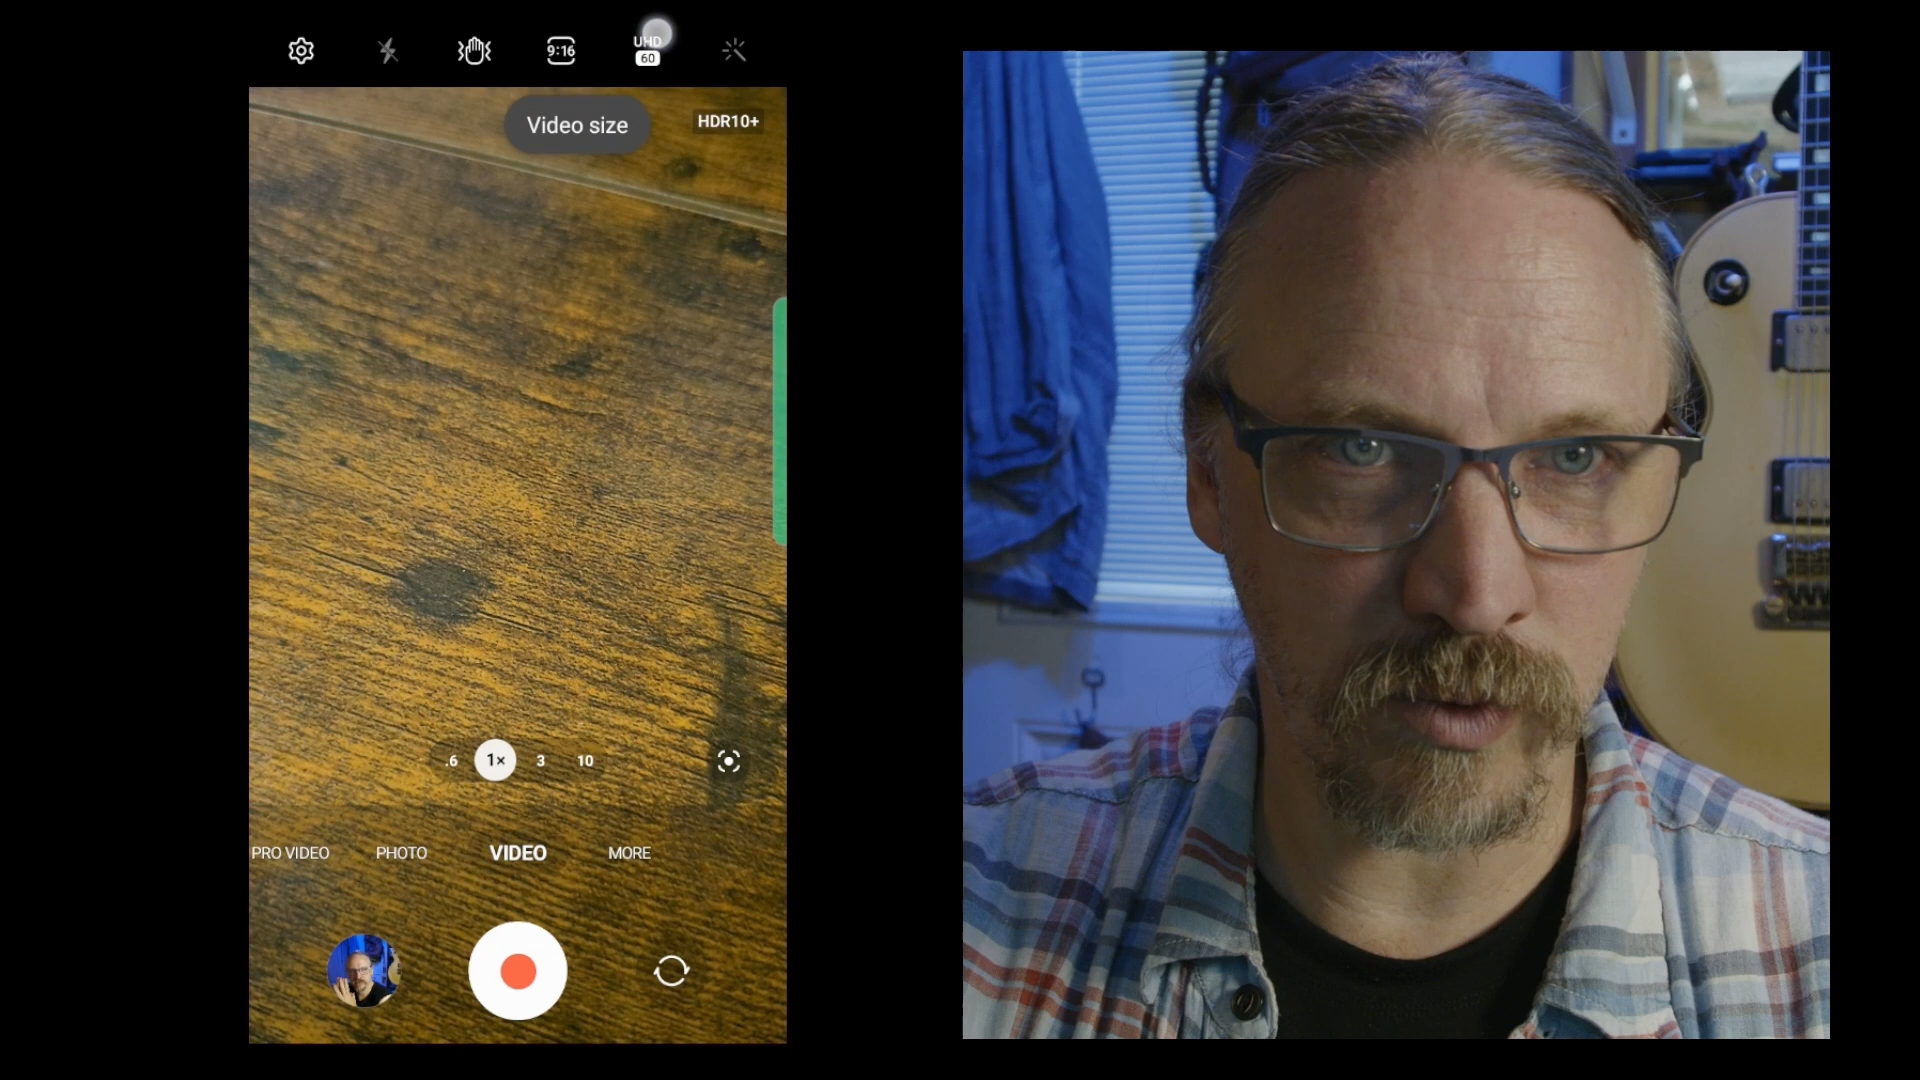 9:16
UHD
60
Video size
HDR10+
.6
1×
3
10
PRO VIDEO
PHOTO
VIDEO
MORE